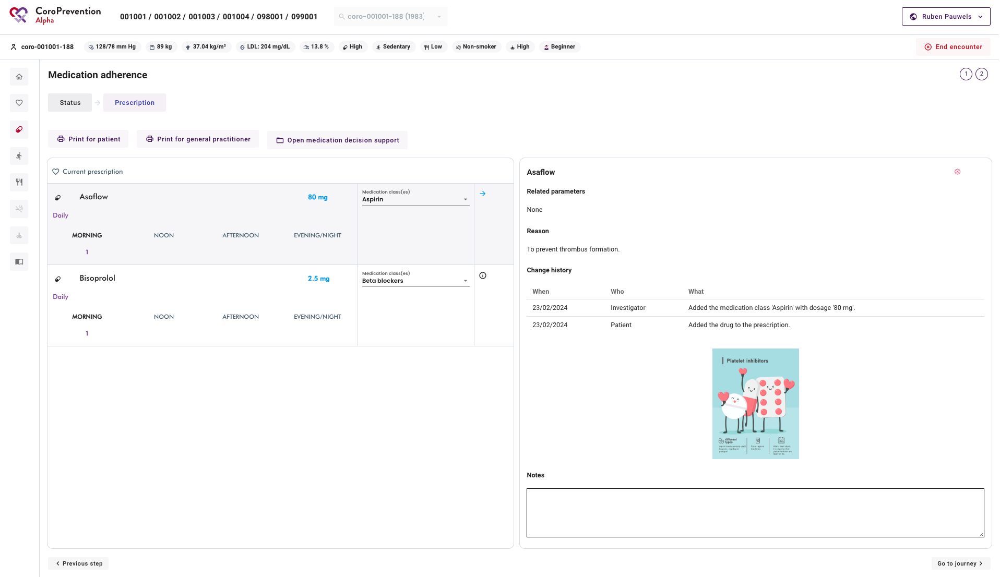 CoroPrevention
Alpha
001001 / 001002 / 001003 / 001004 / 098001 / 099001
coro-001001-188 (1983)
Ruben Pauwels
coro-001001-188
128/78 mm Hg
89 kg
37.04 kg/m²
LDL: 204 mg/dL
13.8 %
High
Sedentary
Low
Non-smoker
High
Beginner
End encounter
Medication adherence
1
2
Status
Prescription
Print for patient
Print for general practitioner
Open medication decision support
Current prescription
Asaflow
80 mg
Medication class(es)
Aspirin
Daily
MORNING
NOON
AFTERNOON
EVENING/NIGHT
1
Bisoprolol
2.5 mg
Medication class(es)
Beta blockers
Daily
MORNING
NOON
AFTERNOON
EVENING/NIGHT
1
Asaflow
Related parameters
None
Reason
To prevent thrombus formation.
Change history
When Who What
23/02/2024 Investigator Added the medication class 'Aspirin' with dosage '80 mg'.
23/02/2024 Patient Added the drug to the prescription.
Platelet inhibitors
different
types
Notes
Previous step
Go to journey